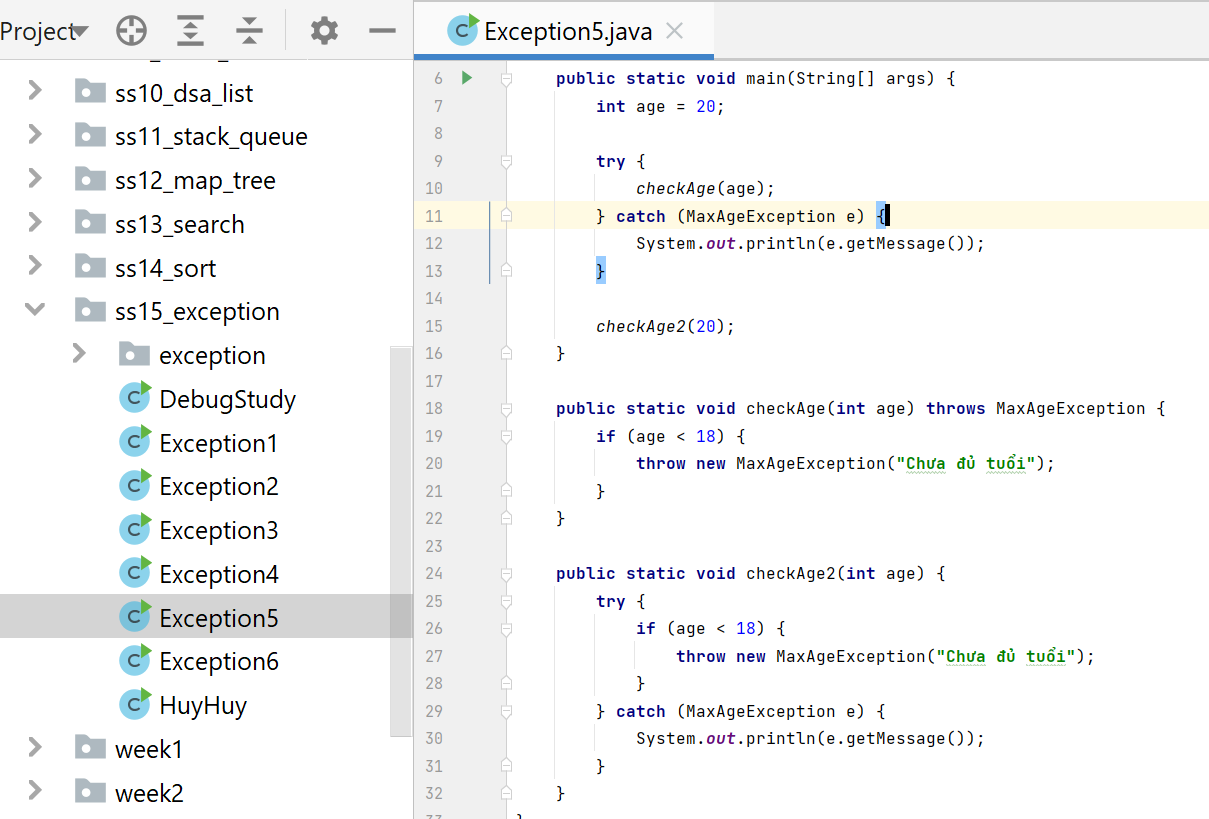 Project
ss10_dsa_list
ss11_stack_queue
ss12_map_tree
ss13_search
ss14_sort
ss15_exception
exception
DebugStudy
Exception1
Exception2
Exception3
Exception4
Exception5
Exception6
HuyHuy
week1
week2
Exception5.java
6 public static void main(String[] args) {
7 int age = 20;
8
9 try {
10 checkAge(age);
11 } catch (MaxAgeException e) {
12 System.out.println(e.getMessage());
13 }
14
15 checkAge2(20);
16 }
17
18 public static void checkAge(int age) throws MaxAgeException {
19 if (age < 18) {
20 throw new MaxAgeException("Chưa đủ tuổi");
21 }
22 }
23
24 public static void checkAge2(int age) {
25 try {
26 if (age < 18) {
27 throw new MaxAgeException("Chưa đủ tuổi");
28 }
29 } catch (MaxAgeException e) {
30 System.out.println(e.getMessage());
31 }
32 }